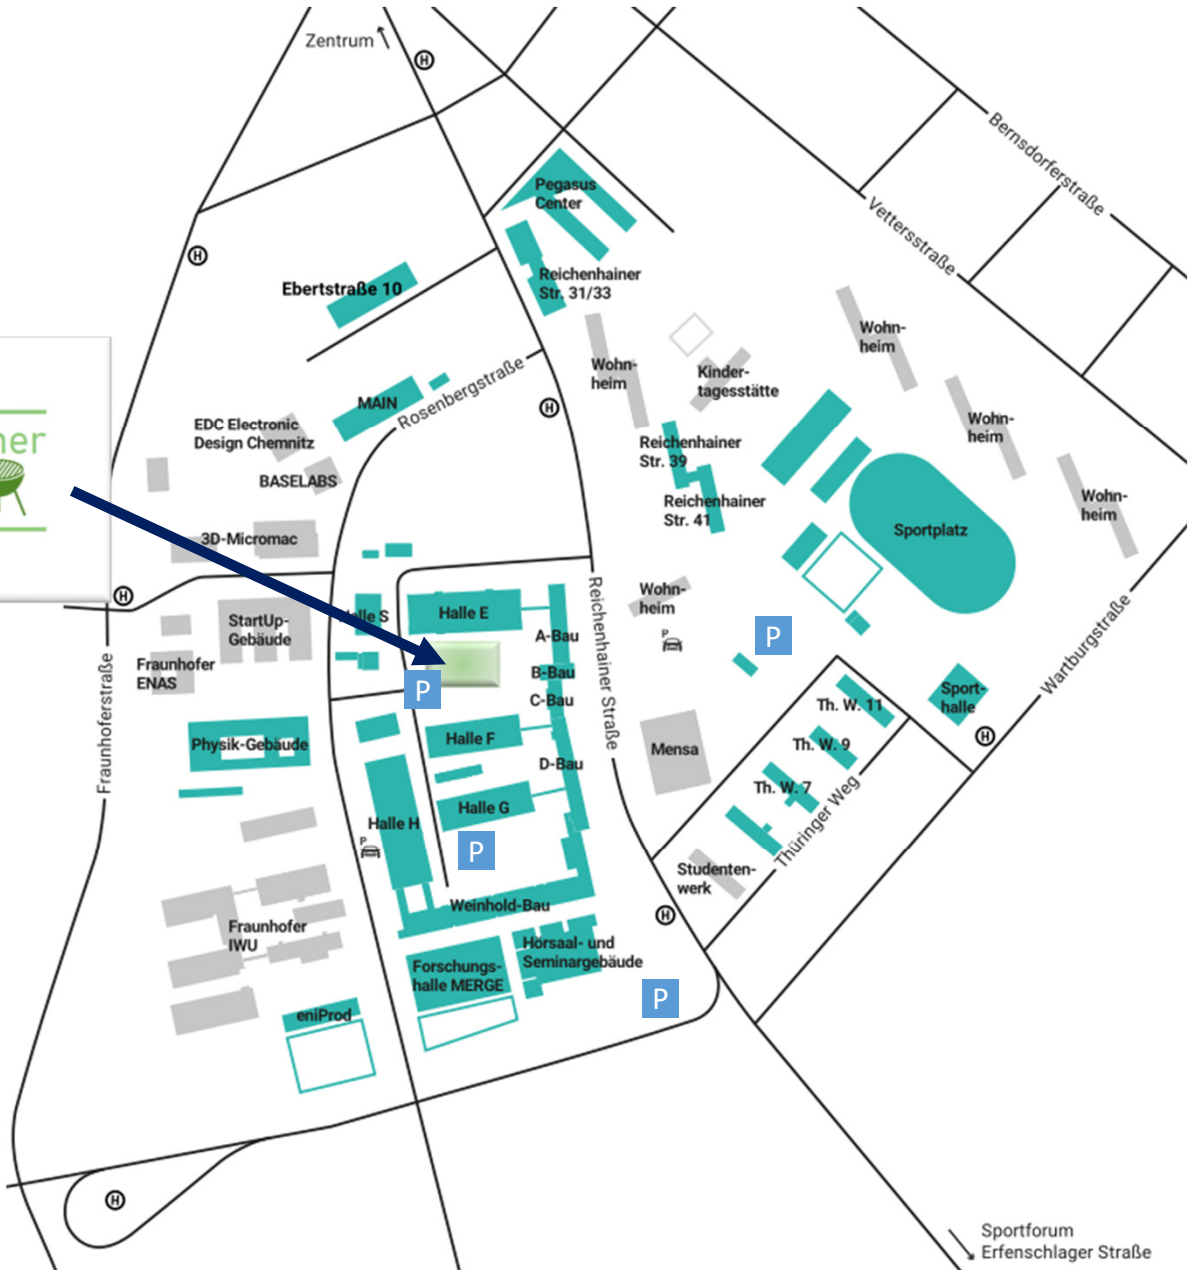 Zentrum
H
Bernsdorferstraße
Pegasus
Center
Vettersstraße
H
Ebertstraße 10
Reichenhainer
Str. 31/33
Wohn-
heim
Wohn-
heim
Kinder-
tagesstätte
Rosenbergstraße
MAIN
H
Wohn-
heim
EDC Electronic
Design Chemnitz
Reichenhainer
Str. 39
BASELABS
Reichenhainer
Str. 41
Wohn-
heim
Sportplatz
3D-Micromac
H
Wohn-
heim
Halle E
StartUp-
Gebäude
A-Bau
P
P
Reichenhainer Straße
Wartburgstraße
Fraunhofer
ENAS
B-Bau
P
C-Bau
Sport-
halle
Th. W. 11
Fraunhoferstraße
Physik-Gebäude
Halle F
H
Mensa
Th. W. 9
D-Bau
Th. W. 7
Halle G
Thüringer Weg
Halle H
P
P
Studenten-
werk
Weinhold-Bau
H
Fraunhofer
IWU
Hörsaal- und
Seminargebäude
Forschungs-
halle MERGE
P
eniProd
H
Sportforum
Erfenschlager Straße